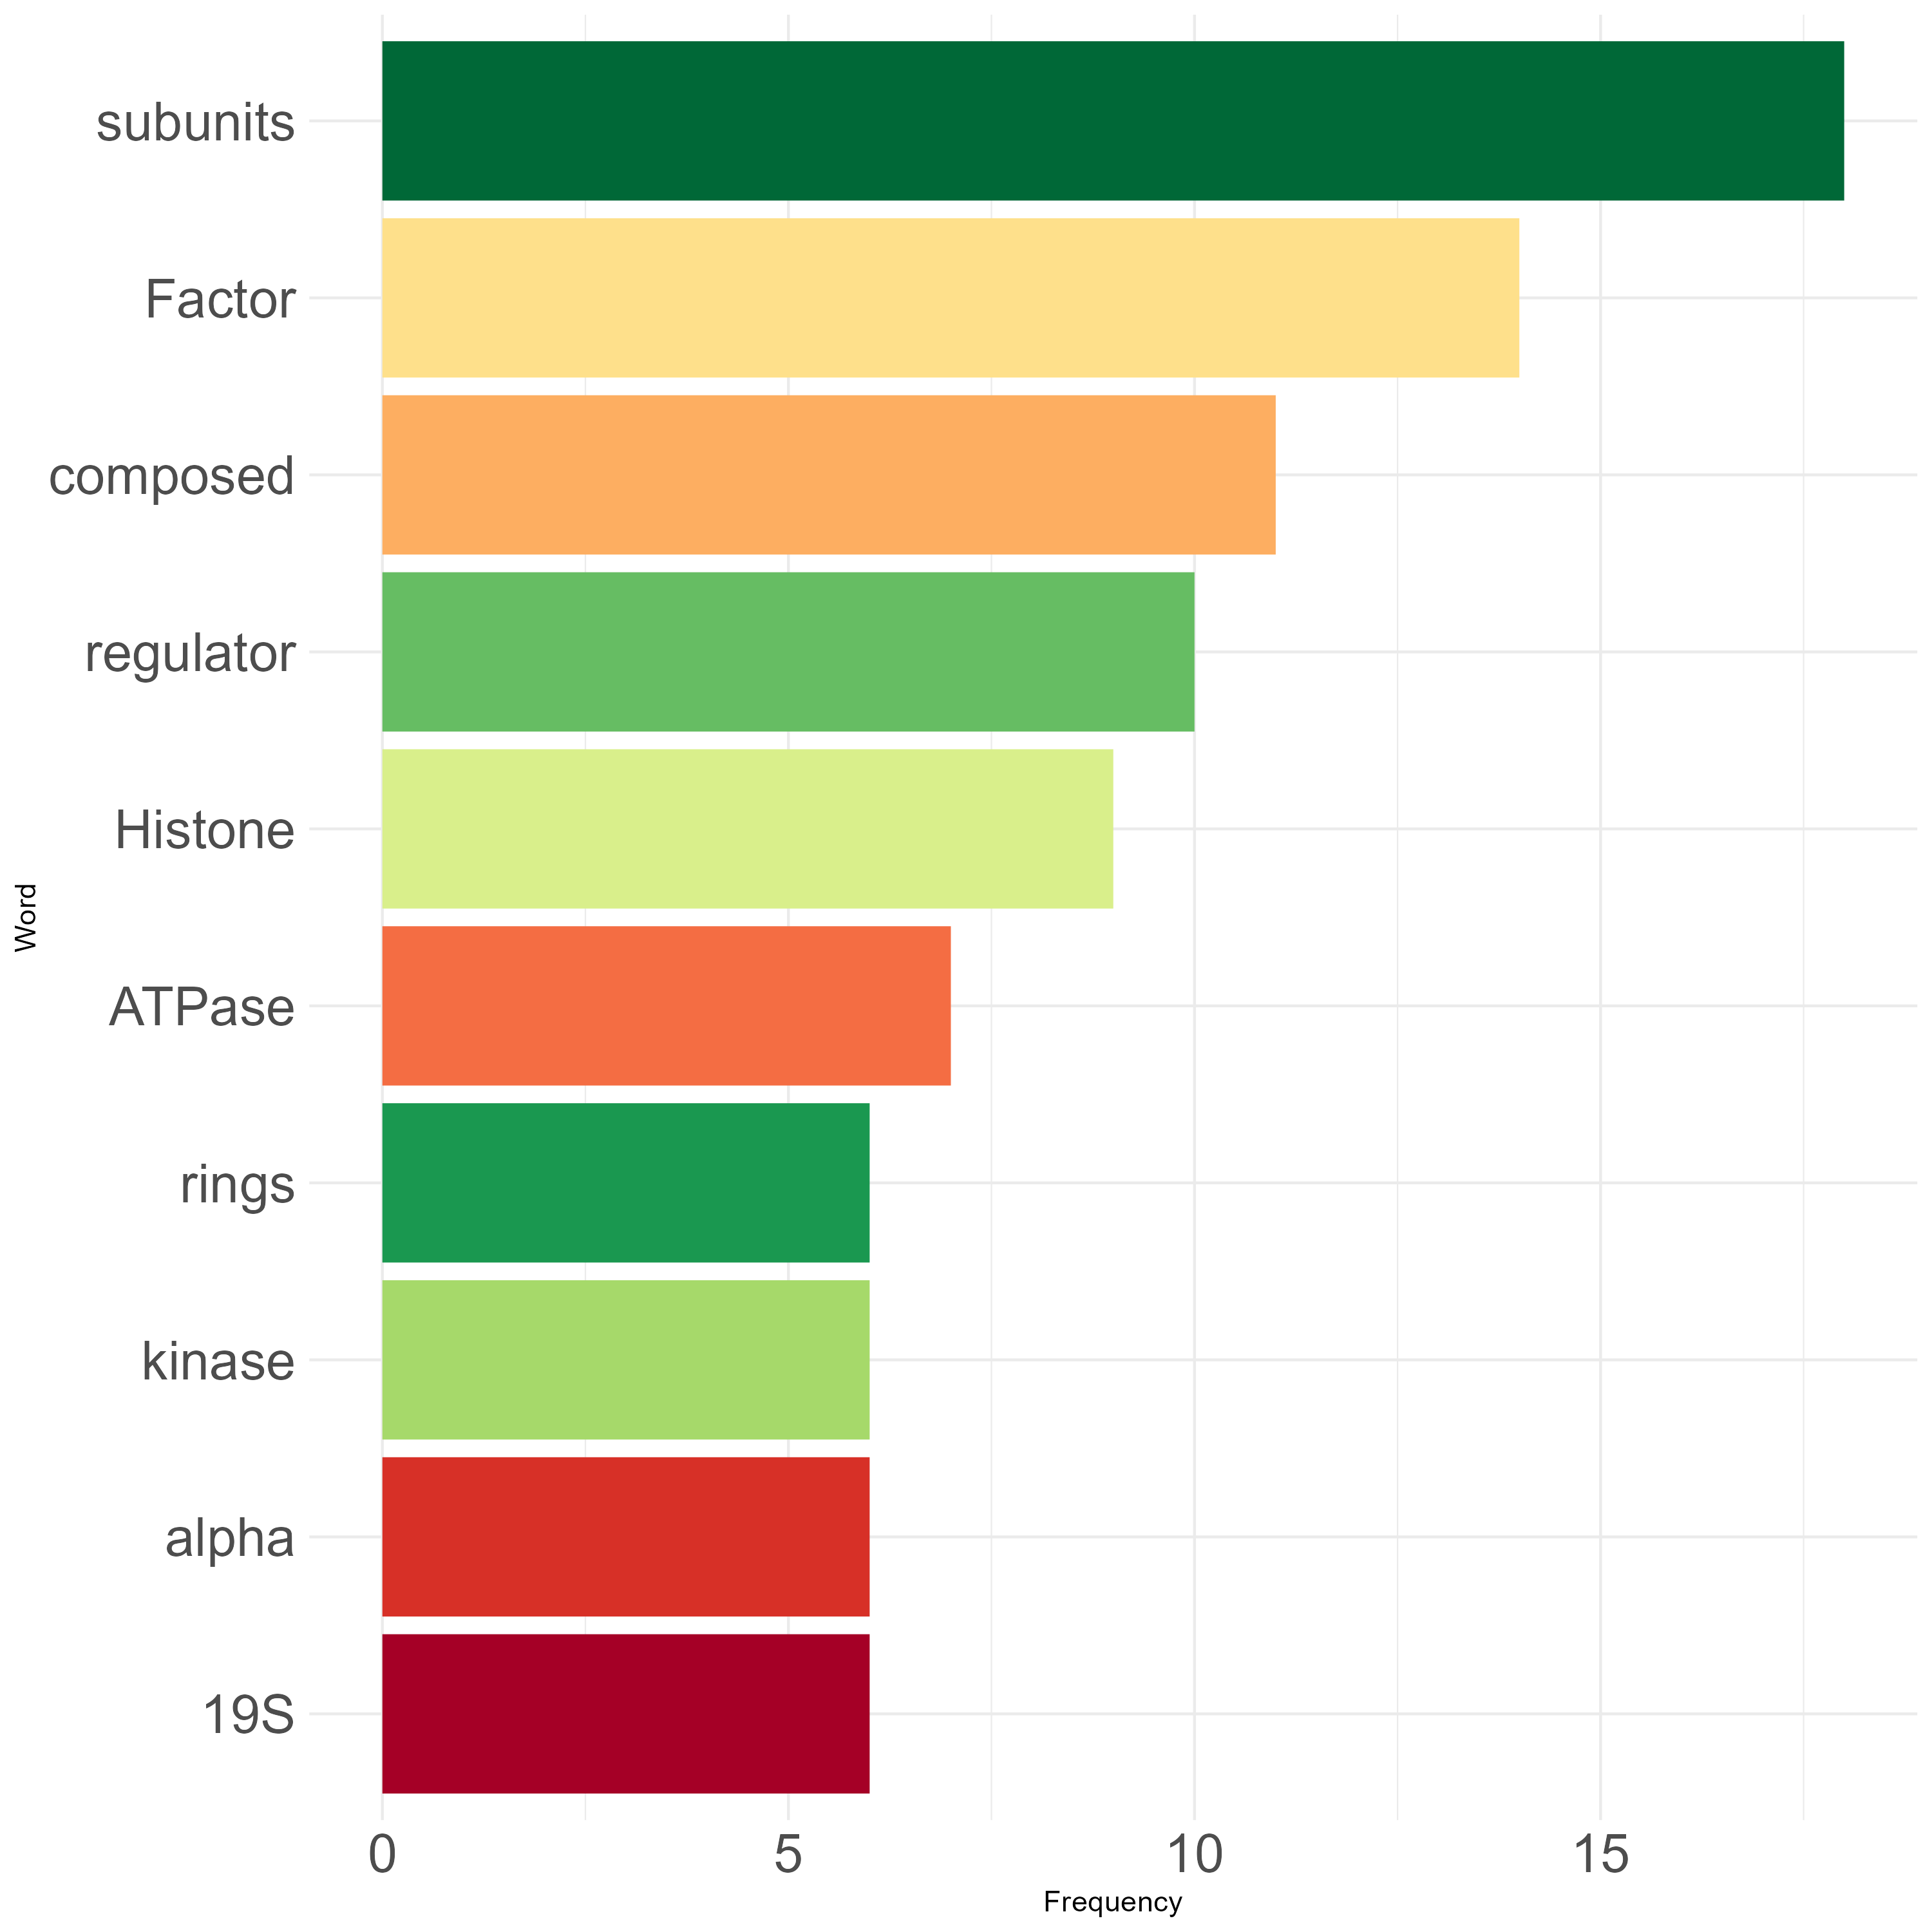 subunits
Factor
composed
regulator
Histone
Word
ATPase
rings
kinase
alpha
19S
0 5 10 15
Frequency